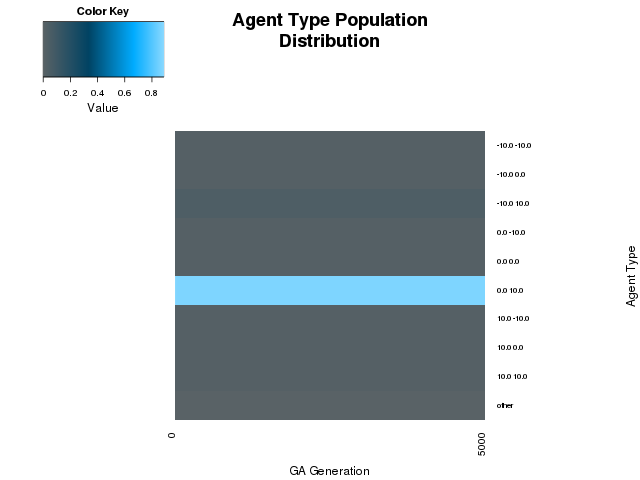 Color Key
0 0.2 0.4 0.6 0.8
Value
Agent Type Population
Distribution
-10.0 -10.0
-10.0 0.0
-10.0 10.0
0.0 -10.0
0.0 0.0
0.0 10.0
10.0 -10.0
10.0 0.0
10.0 10.0
other
Agent Type
0 5000
GA Generation